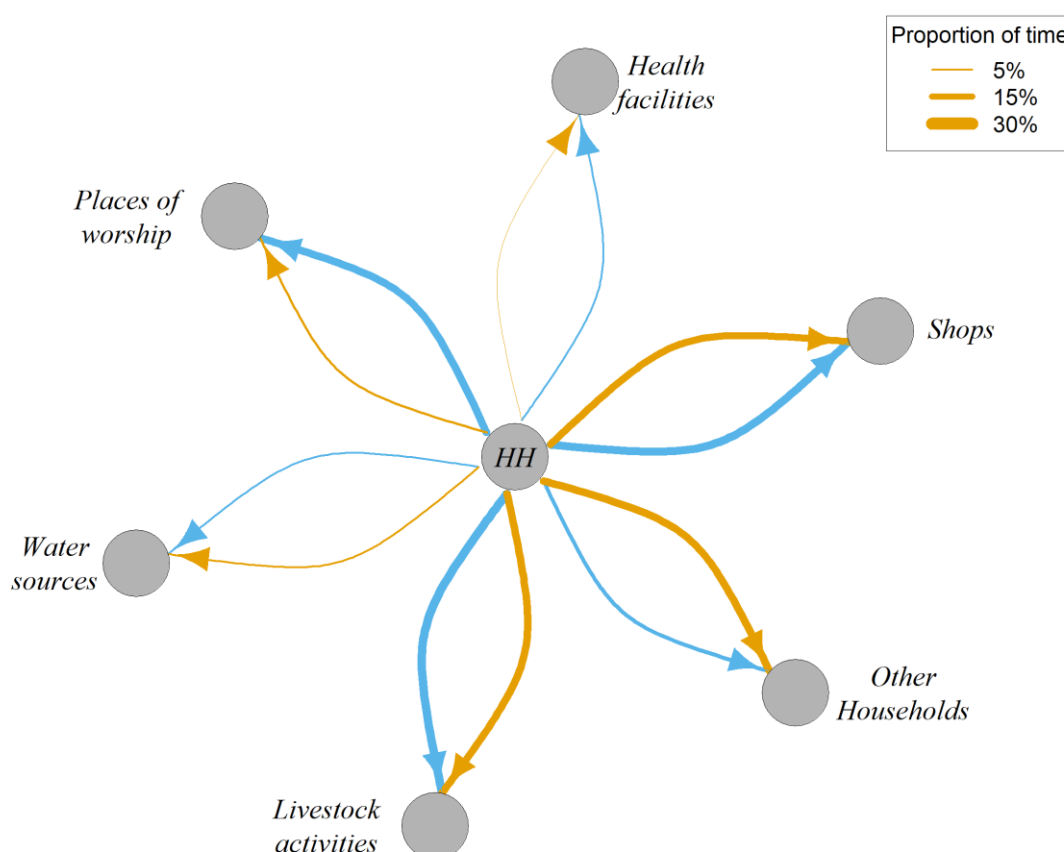 Proportion of time
5%
15%
30%
Health
facilities
Places of
worship
Shops
HH
Water
sources
Other
Households
Livestock
activities